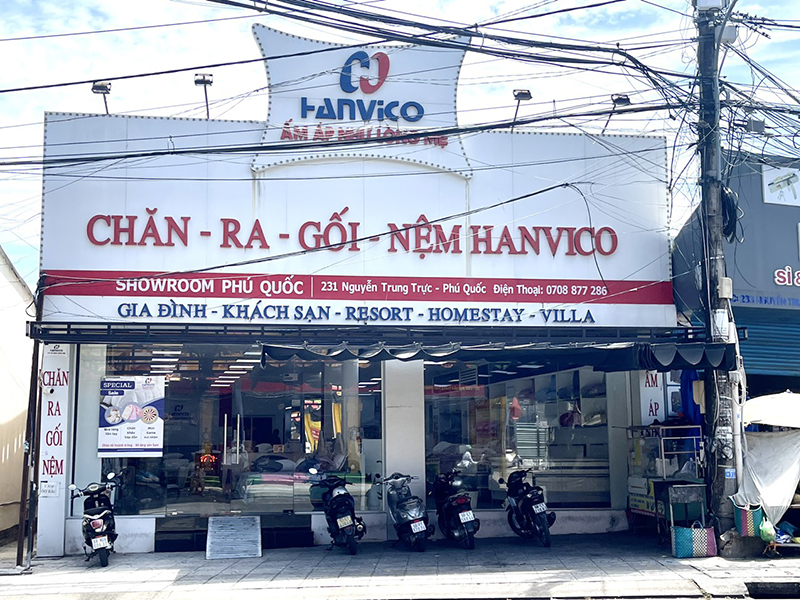 HANVICO
ẤM ÁP NHƯ LÒNG MẸ
CHĂN - RA - GỐI - NỆM HANVICO
SHOWROOM PHÚ QUỐC | 231 Nguyễn Trung Trực - Phú Quốc Điện Thoại: 0708 877 286
GIA ĐÌNH - KHÁCH SẠN - RESORT - HOMESTAY - VILLA
CHĂN
RA
GỐI
NỆM
SPECIAL
Sale
ẤM
ÁP